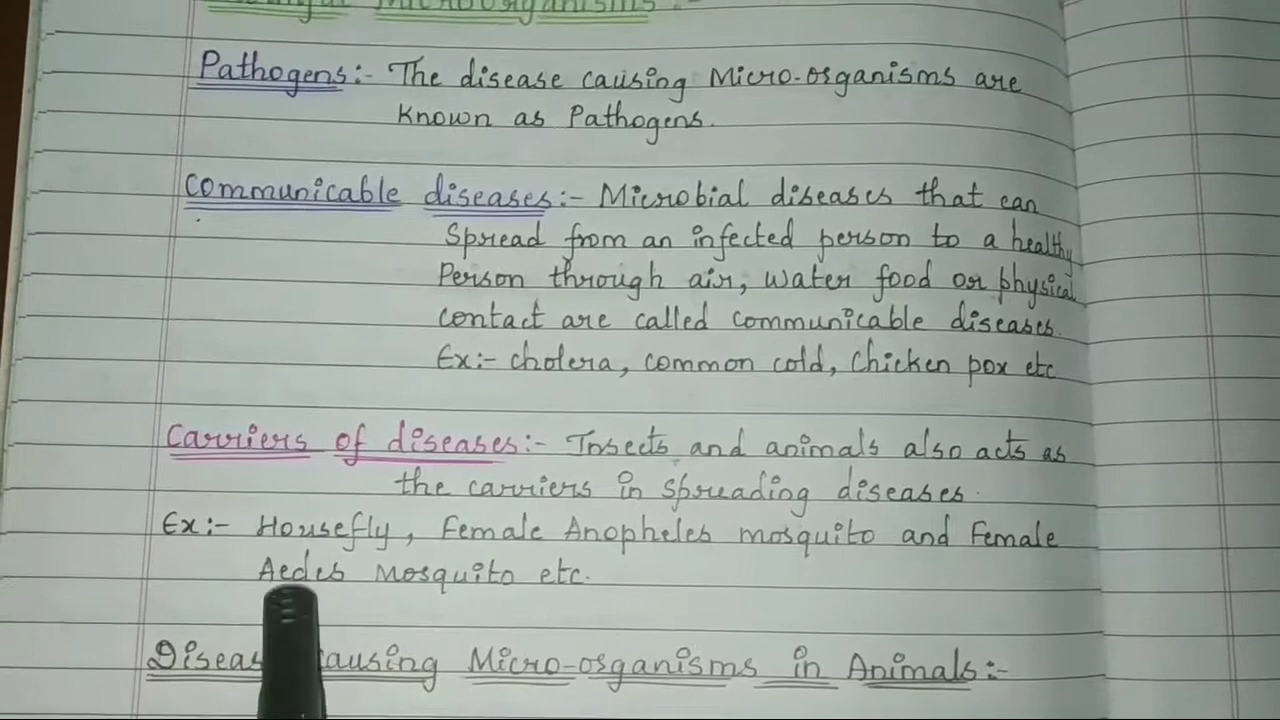 Microorganisms :-
Pathogens:- The disease causing Micro-organisms are
Known as Pathogens.
Communicable diseases:- Microbial diseases that can
Spread from an infected person to a healthy
Person through air, water food or physical
contact are called communicable diseases.
Ex:- cholera, common cold, chicken pox etc
Carriers of diseases:- Insects and animals also acts as
the carriers in spreading diseases.
Ex:- Housefly, Female Anopheles mosquito and Female
Aedes Mosquito etc.
causing Micro-organisms in Animals:-